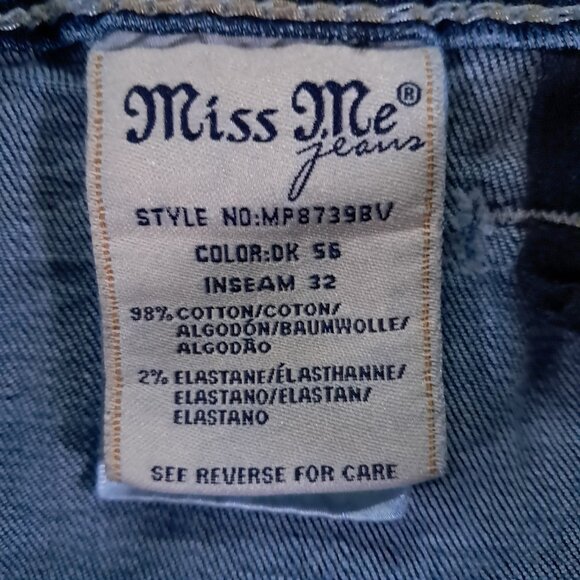 Miss Me®
jeans
STYLE NO:MP8739BV
COLOR:DK 56
INSEAM 32
98% COTTON/COTON/
ALGODÓN/BAUMWOLLE/
ALGODÃO
2% ELASTANE/ÉLASTHANNE/
ELASTANO/ELASTAN/
ELASTANO
SEE REVERSE FOR CARE